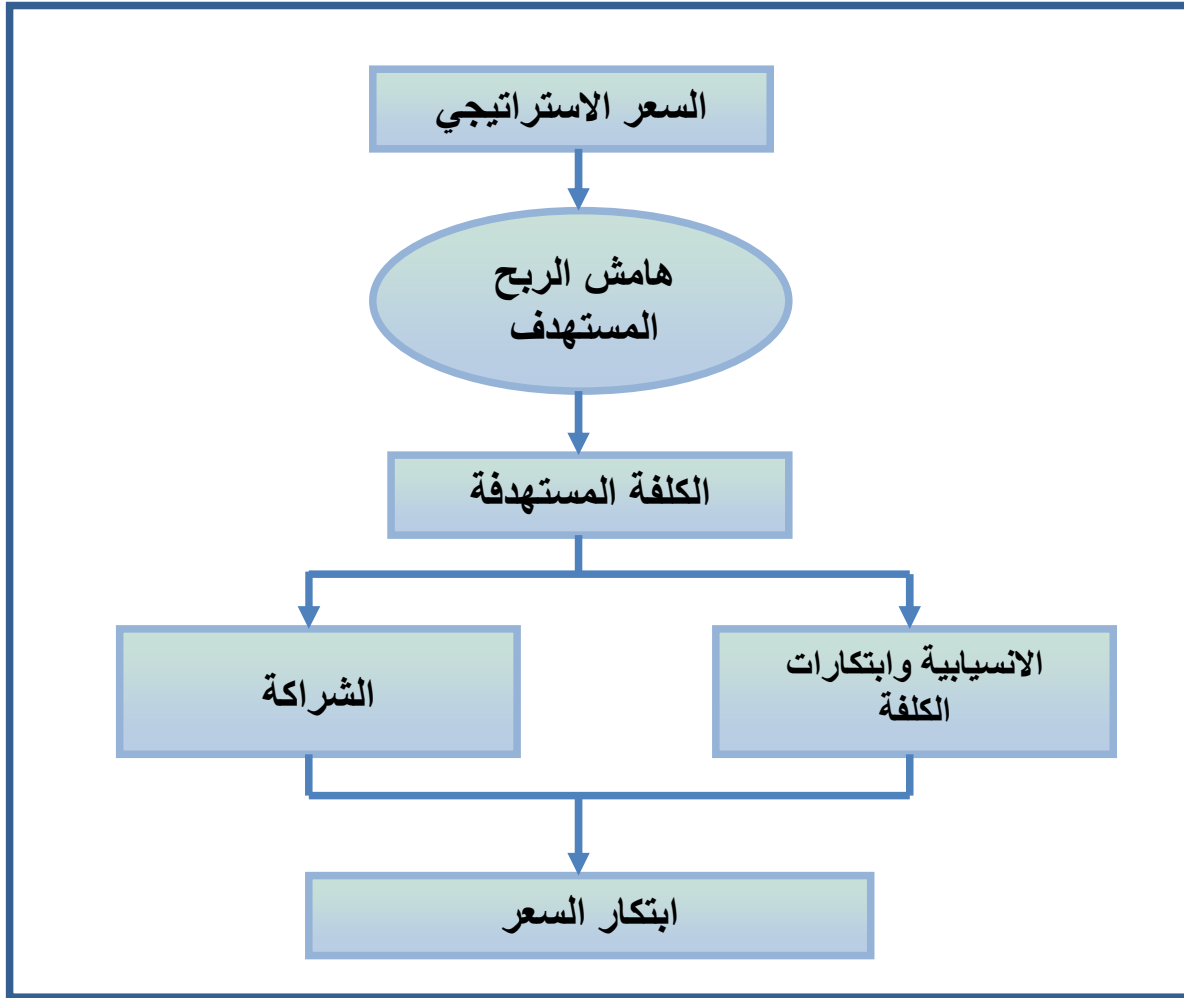 السعر الاستراتيجي
هامش الربح
المستهدف
الكلفة المستهدفة
الانسيابية وابتكارات
الكلفة
الشراكة
ابتكار السعر